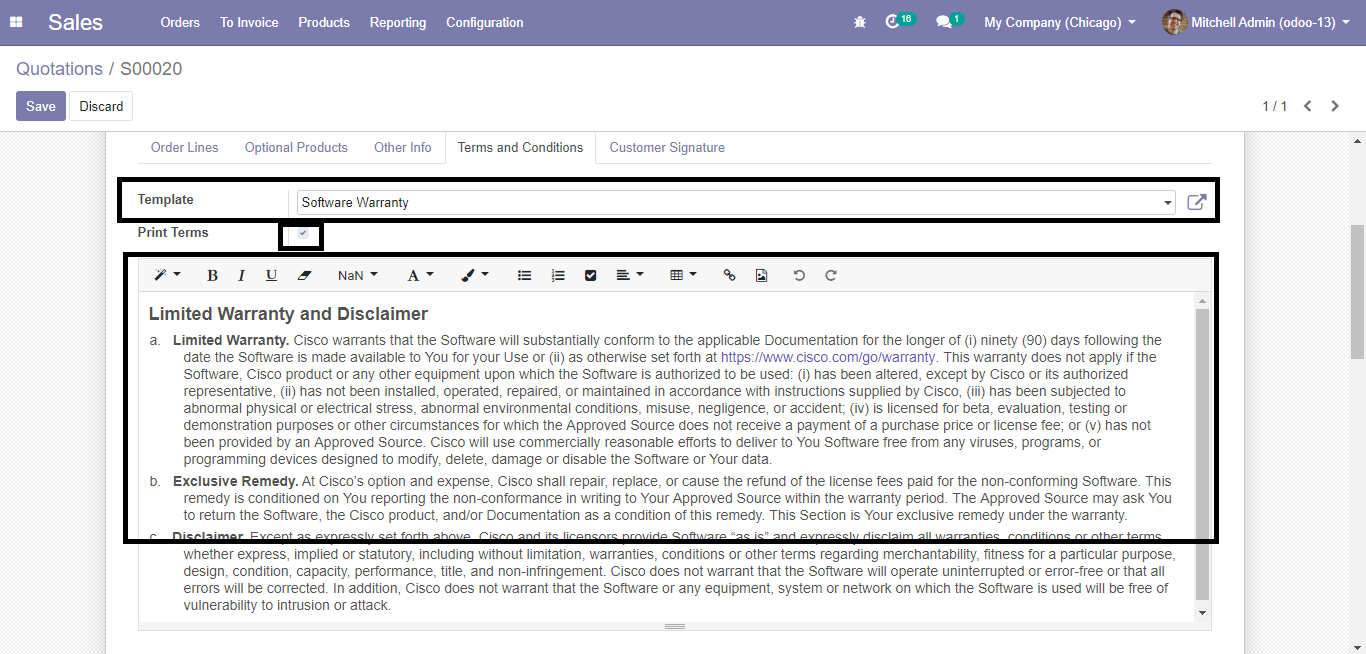 Sales Orders To Invoice Products Reporting Configuration 16 1 My Company (Chicago) Mitchell Admin (odoo-13)
Quotations / S00020
Save Discard 1 / 1
Order Lines Optional Products Other Info Terms and Conditions Customer Signature
Template Software Warranty
Print Terms
B I U NaN A
Limited Warranty and Disclaimer
a. Limited Warranty. Cisco warrants that the Software will substantially conform to the applicable Documentation for the longer of (i) ninety (90) days following the
date the Software is made available to You for your Use or (ii) as otherwise set forth at https://www.cisco.com/go/warranty. This warranty does not apply if the
Software, Cisco product or any other equipment upon which the Software is authorized to be used: (i) has been altered, except by Cisco or its authorized
representative, (ii) has not been installed, operated, repaired, or maintained in accordance with instructions supplied by Cisco, (iii) has been subjected to
abnormal physical or electrical stress, abnormal environmental conditions, misuse, negligence, or accident; (iv) is licensed for beta, evaluation, testing or
demonstration purposes or other circumstances for which the Approved Source does not receive a payment of a purchase price or license fee; or (v) has not
been provided by an Approved Source. Cisco will use commercially reasonable efforts to deliver to You Software free from any viruses, programs, or
programming devices designed to modify, delete, damage or disable the Software or Your data.
b. Exclusive Remedy. At Cisco's option and expense, Cisco shall repair, replace, or cause the refund of the license fees paid for the non-conforming Software. This
remedy is conditioned on You reporting the non-conformance in writing to Your Approved Source within the warranty period. The Approved Source may ask You
to return the Software, the Cisco product, and/or Documentation as a condition of this remedy. This Section is Your exclusive remedy under the warranty.
c. Disclaimer. Except as expressly set forth above, Cisco and its licensors provide Software “as is” and expressly disclaim all warranties, conditions or other terms,
whether express, implied or statutory, including without limitation, warranties, conditions or other terms regarding merchantability, fitness for a particular purpose,
design, condition, capacity, performance, title, and non-infringement. Cisco does not warrant that the Software will operate uninterrupted or error-free or that all
errors will be corrected. In addition, Cisco does not warrant that the Software or any equipment, system or network on which the Software is used will be free of
vulnerability to intrusion or attack.